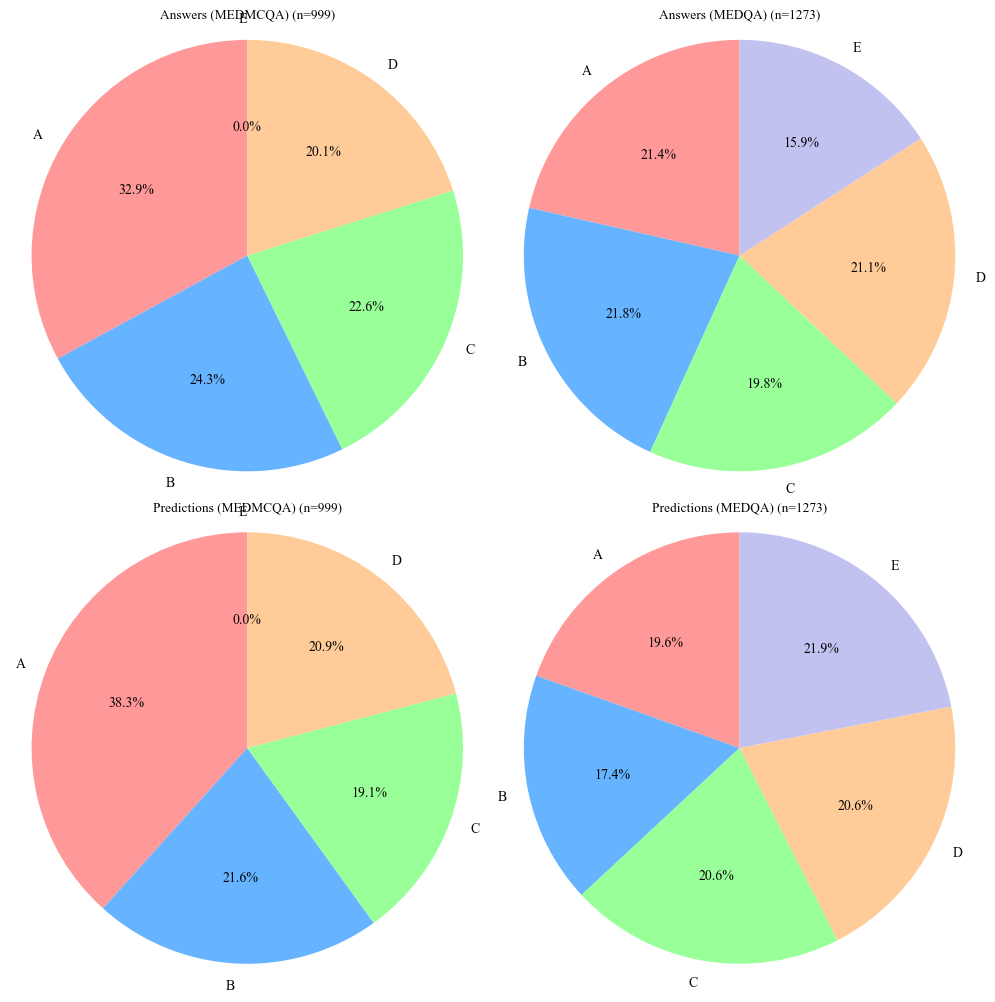 Answers (MEDMCQA) (n=999)
E
D
A
0.0%
20.1%
32.9%
22.6%
C
24.3%
B
Answers (MEDQA) (n=1273)
E
A
15.9%
21.4%
21.1%
D
21.8%
B
19.8%
C
Predictions (MEDMCQA) (n=999)
E
D
0.0%
20.9%
A
38.3%
19.1%
C
21.6%
B
Predictions (MEDQA) (n=1273)
A
E
19.6%
21.9%
17.4%
B
20.6%
D
20.6%
C